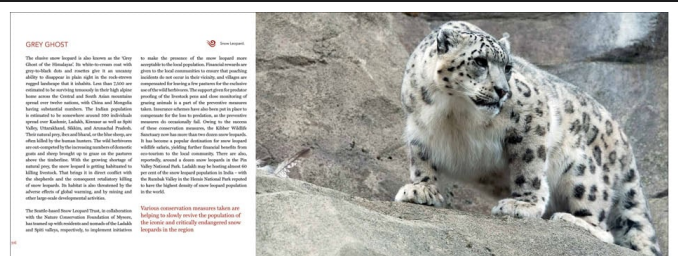 GREY GHOST
Snow Leopard
The elusive snow leopard is also known as the 'Grey
Ghost of the Himalayas'. Its white-to-cream coat with
grey-to-black dots and rosettes give it an uncanny
ability to disappear in plain sight in the rock-strewn
rugged landscape that it inhabits. Less than 7,500 are
estimated to be surviving tenuously in their high alpine
home across the Central and South Asian mountains
spread over twelve nations, with China and Mongolia
having substantial numbers. The Indian population
is estimated to be somewhere around 500 individuals
spread over Kashmir, Ladakh, Kinnaur as well as Spiti
Valley, Uttarakhand, Sikkim, and Arunachal Pradesh.
Their natural prey, ibex and bharal, or the blue sheep, are
often killed by the human hunters. The wild herbivores
are out-competed by the increasing numbers of domestic
goats and sheep brought up to graze on the pastures
above the timberline. With the growing shortage of
natural prey, the snow leopard is getting habituated to
killing livestock. That brings it in direct conflict with
the shepherds and the consequent retaliatory killing
of snow leopards. Its habitat is also threatened by the
adverse effects of global warming, and by mining and
other large-scale developmental activities.
The Seattle-based Snow Leopard Trust, in collaboration
with the Nature Conservation Foundation of Mysore,
has teamed up with residents and nomads of the Ladakh
and Spiti valleys, respectively, to implement initiatives
to make the presence of the snow leopard more
acceptable to the local population. Financial rewards are
given to the local communities to ensure that poaching
incidents do not occur in their vicinity, and villages are
compensated for leaving a few pastures for the exclusive
use of the wild herbivores. The support given for predator
proofing of the livestock pens and close monitoring of
grazing animals is a part of the preventive measures
taken. Insurance schemes have also been put in place to
compensate for the loss to predation, as the preventive
measures do occasionally fail. Owing to the success
of these conservation measures, the Kibber Wildlife
Sanctuary now has more than two dozen snow leopards.
It has become a popular destination for snow leopard
wildlife safaris, yielding further financial benefits from
eco-tourism to the local community. There are also,
reportedly, around a dozen snow leopards in the Pin
Valley National Park. Ladakh may be hosting almost 60
per cent of the snow leopard population in India – with
the Rumbak Valley in the Hemis National Park reputed
to have the highest density of snow leopard population
in the world.
Various conservation measures taken are
helping to slowly revive the population of
the iconic and critically endangered snow
leopards in the region